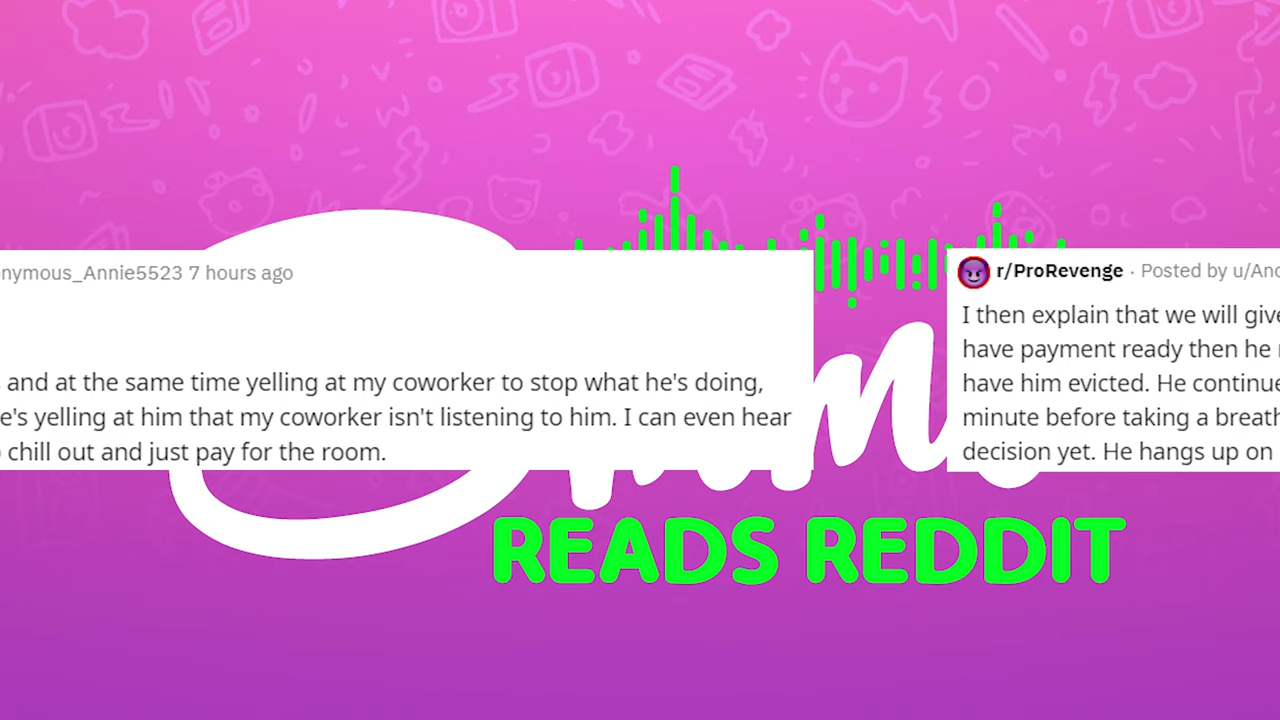 onymous_Annie5523 7 hours ago
and at the same time yelling at my coworker to stop what he's doing,
e's yelling at him that my coworker isn't listening to him. I can even hear
chill out and just pay for the room.
r/ProRevenge · Posted by u/And
I then explain that we will give
have payment ready then he
have him evicted. He continue
minute before taking a breath
decision yet. He hangs up on
READS REDDIT